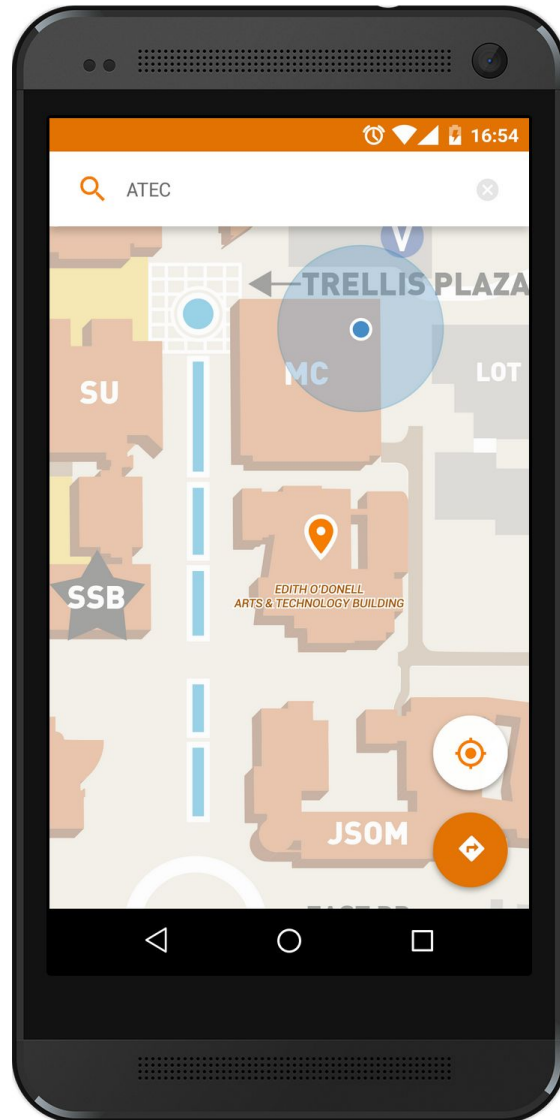 16:54
ATEC
V
TRELLIS PLAZA
MC
SU
LOT
SSB
EDITH O'DONELL
ARTS & TECHNOLOGY BUILDING
JSOM